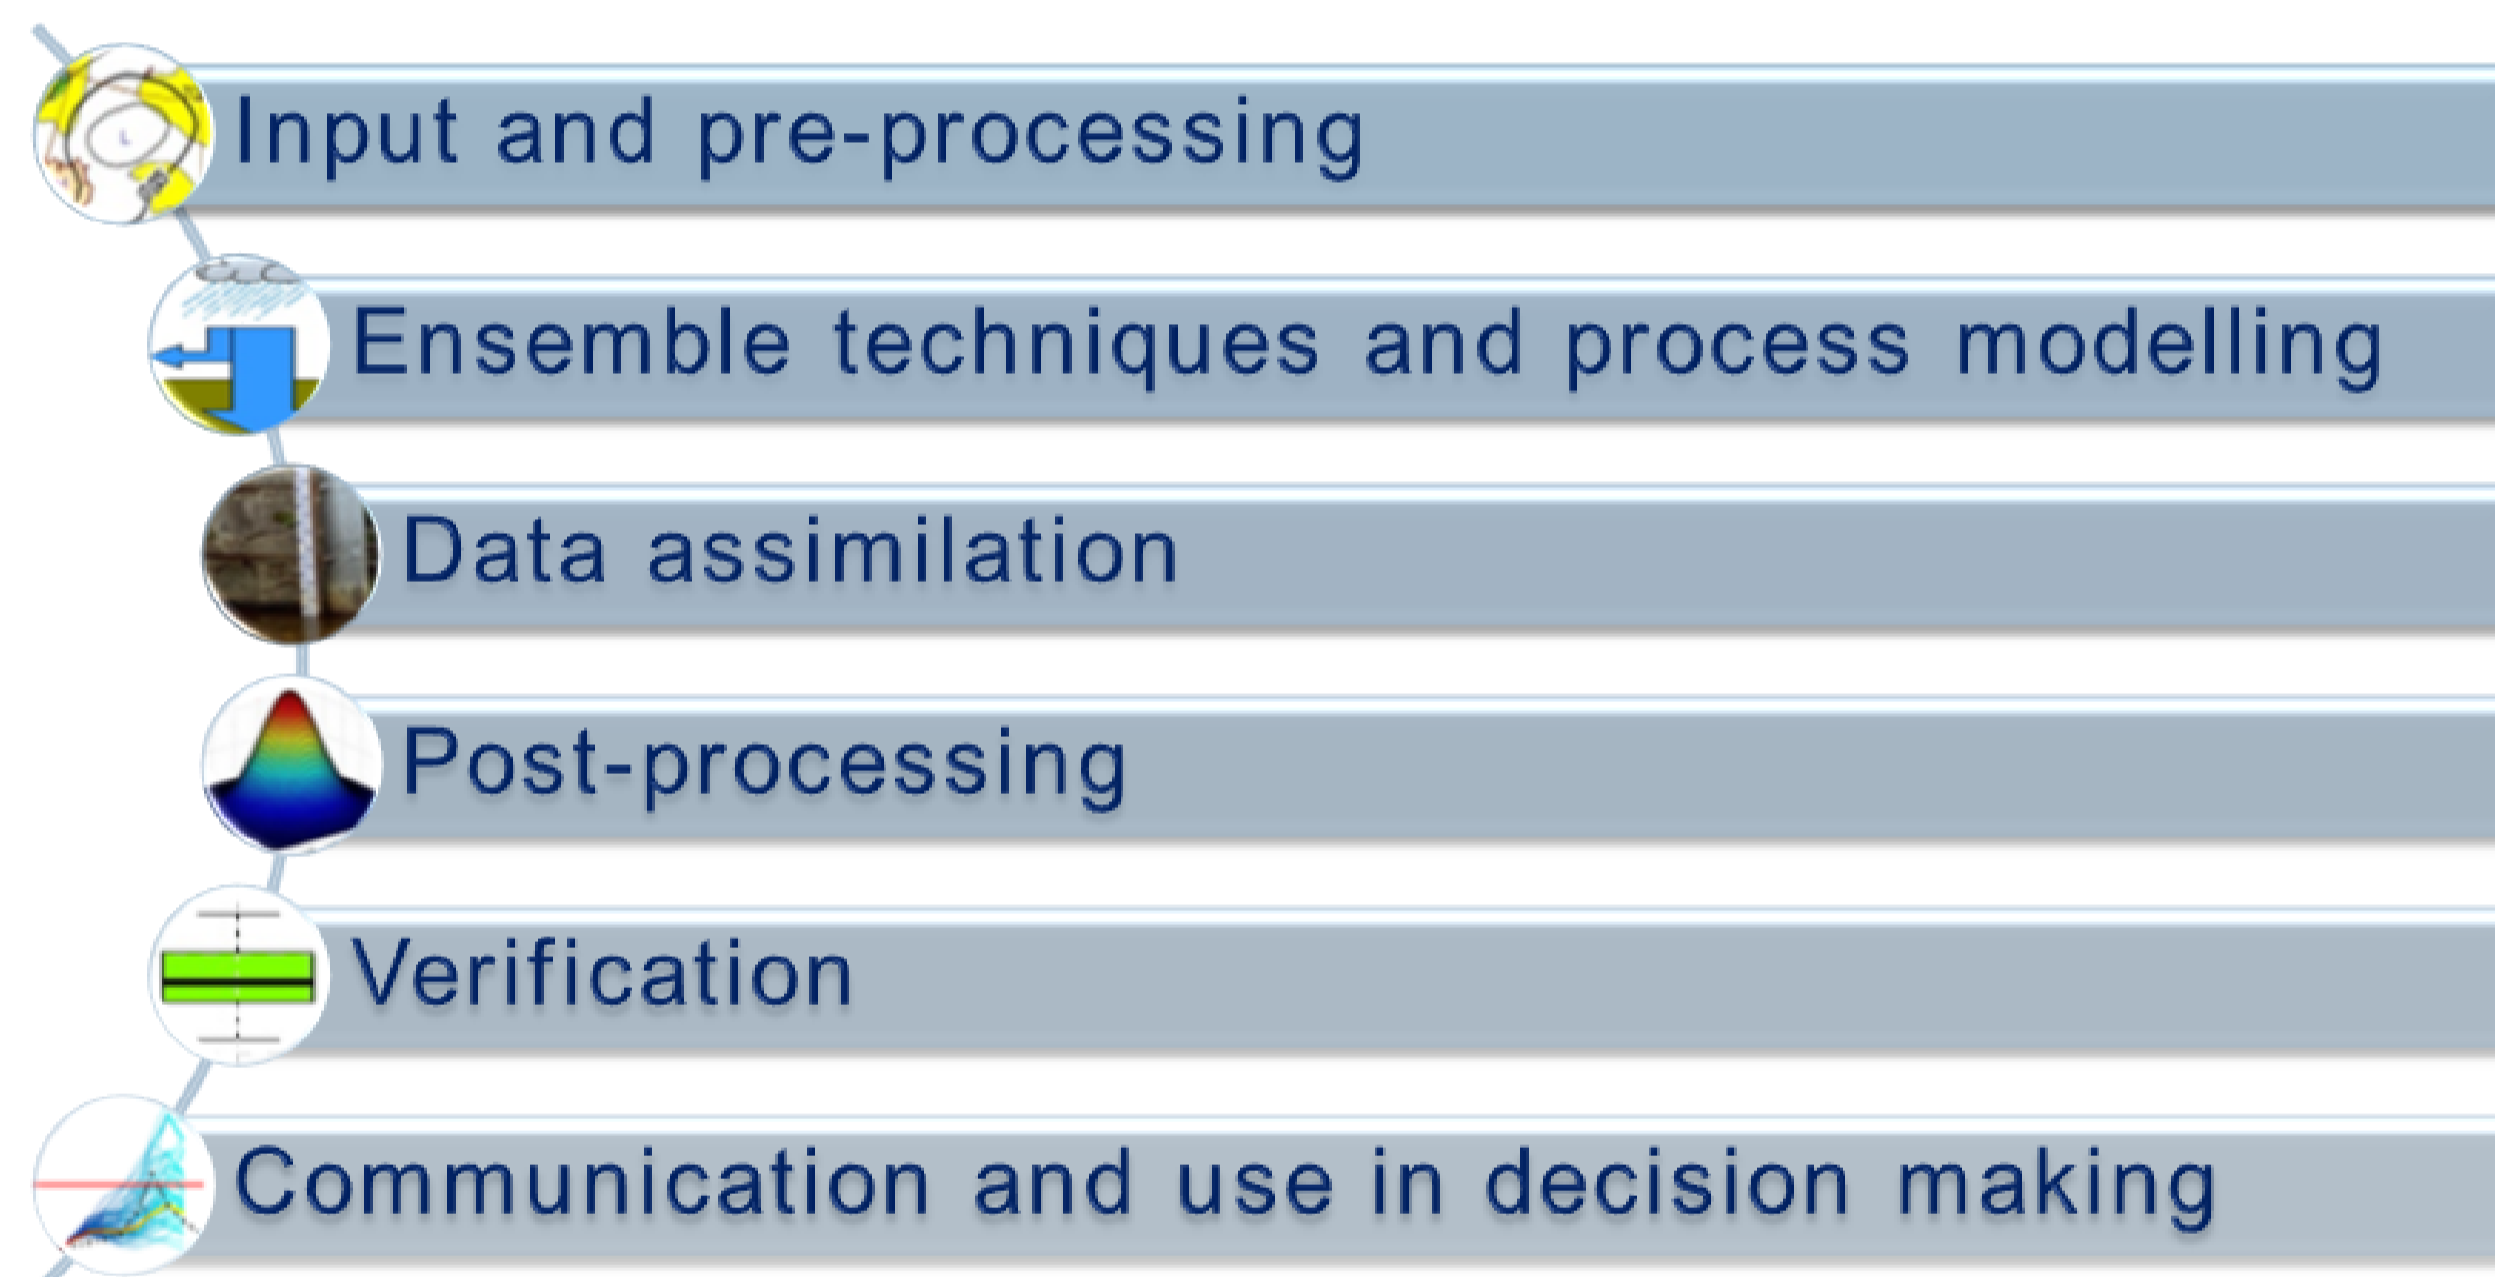 Input and pre-processing
Ensemble techniques and process modelling
Data assimilation
Post-processing
Verification
Communication and use in decision making